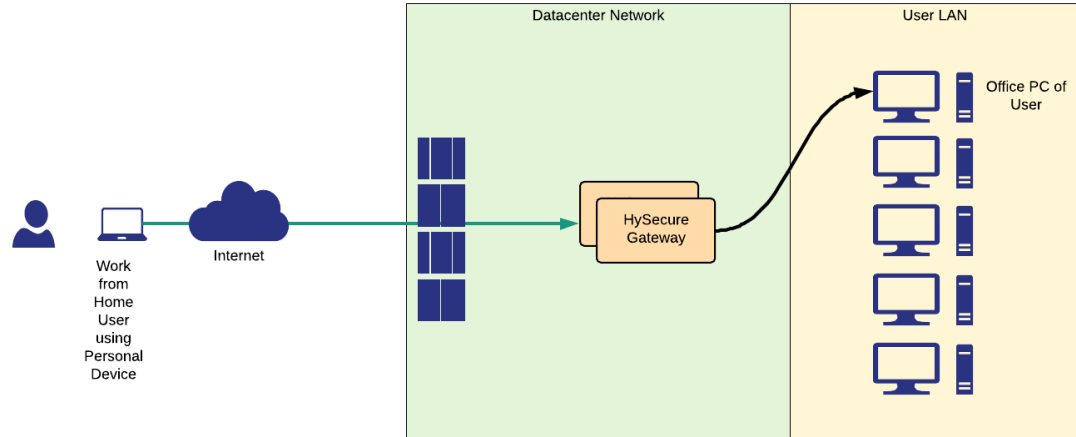 Datacenter Network
User LAN
Office PC of
User
HySecure
Gateway
Internet
Work
from
Home
User
using
Personal
Device